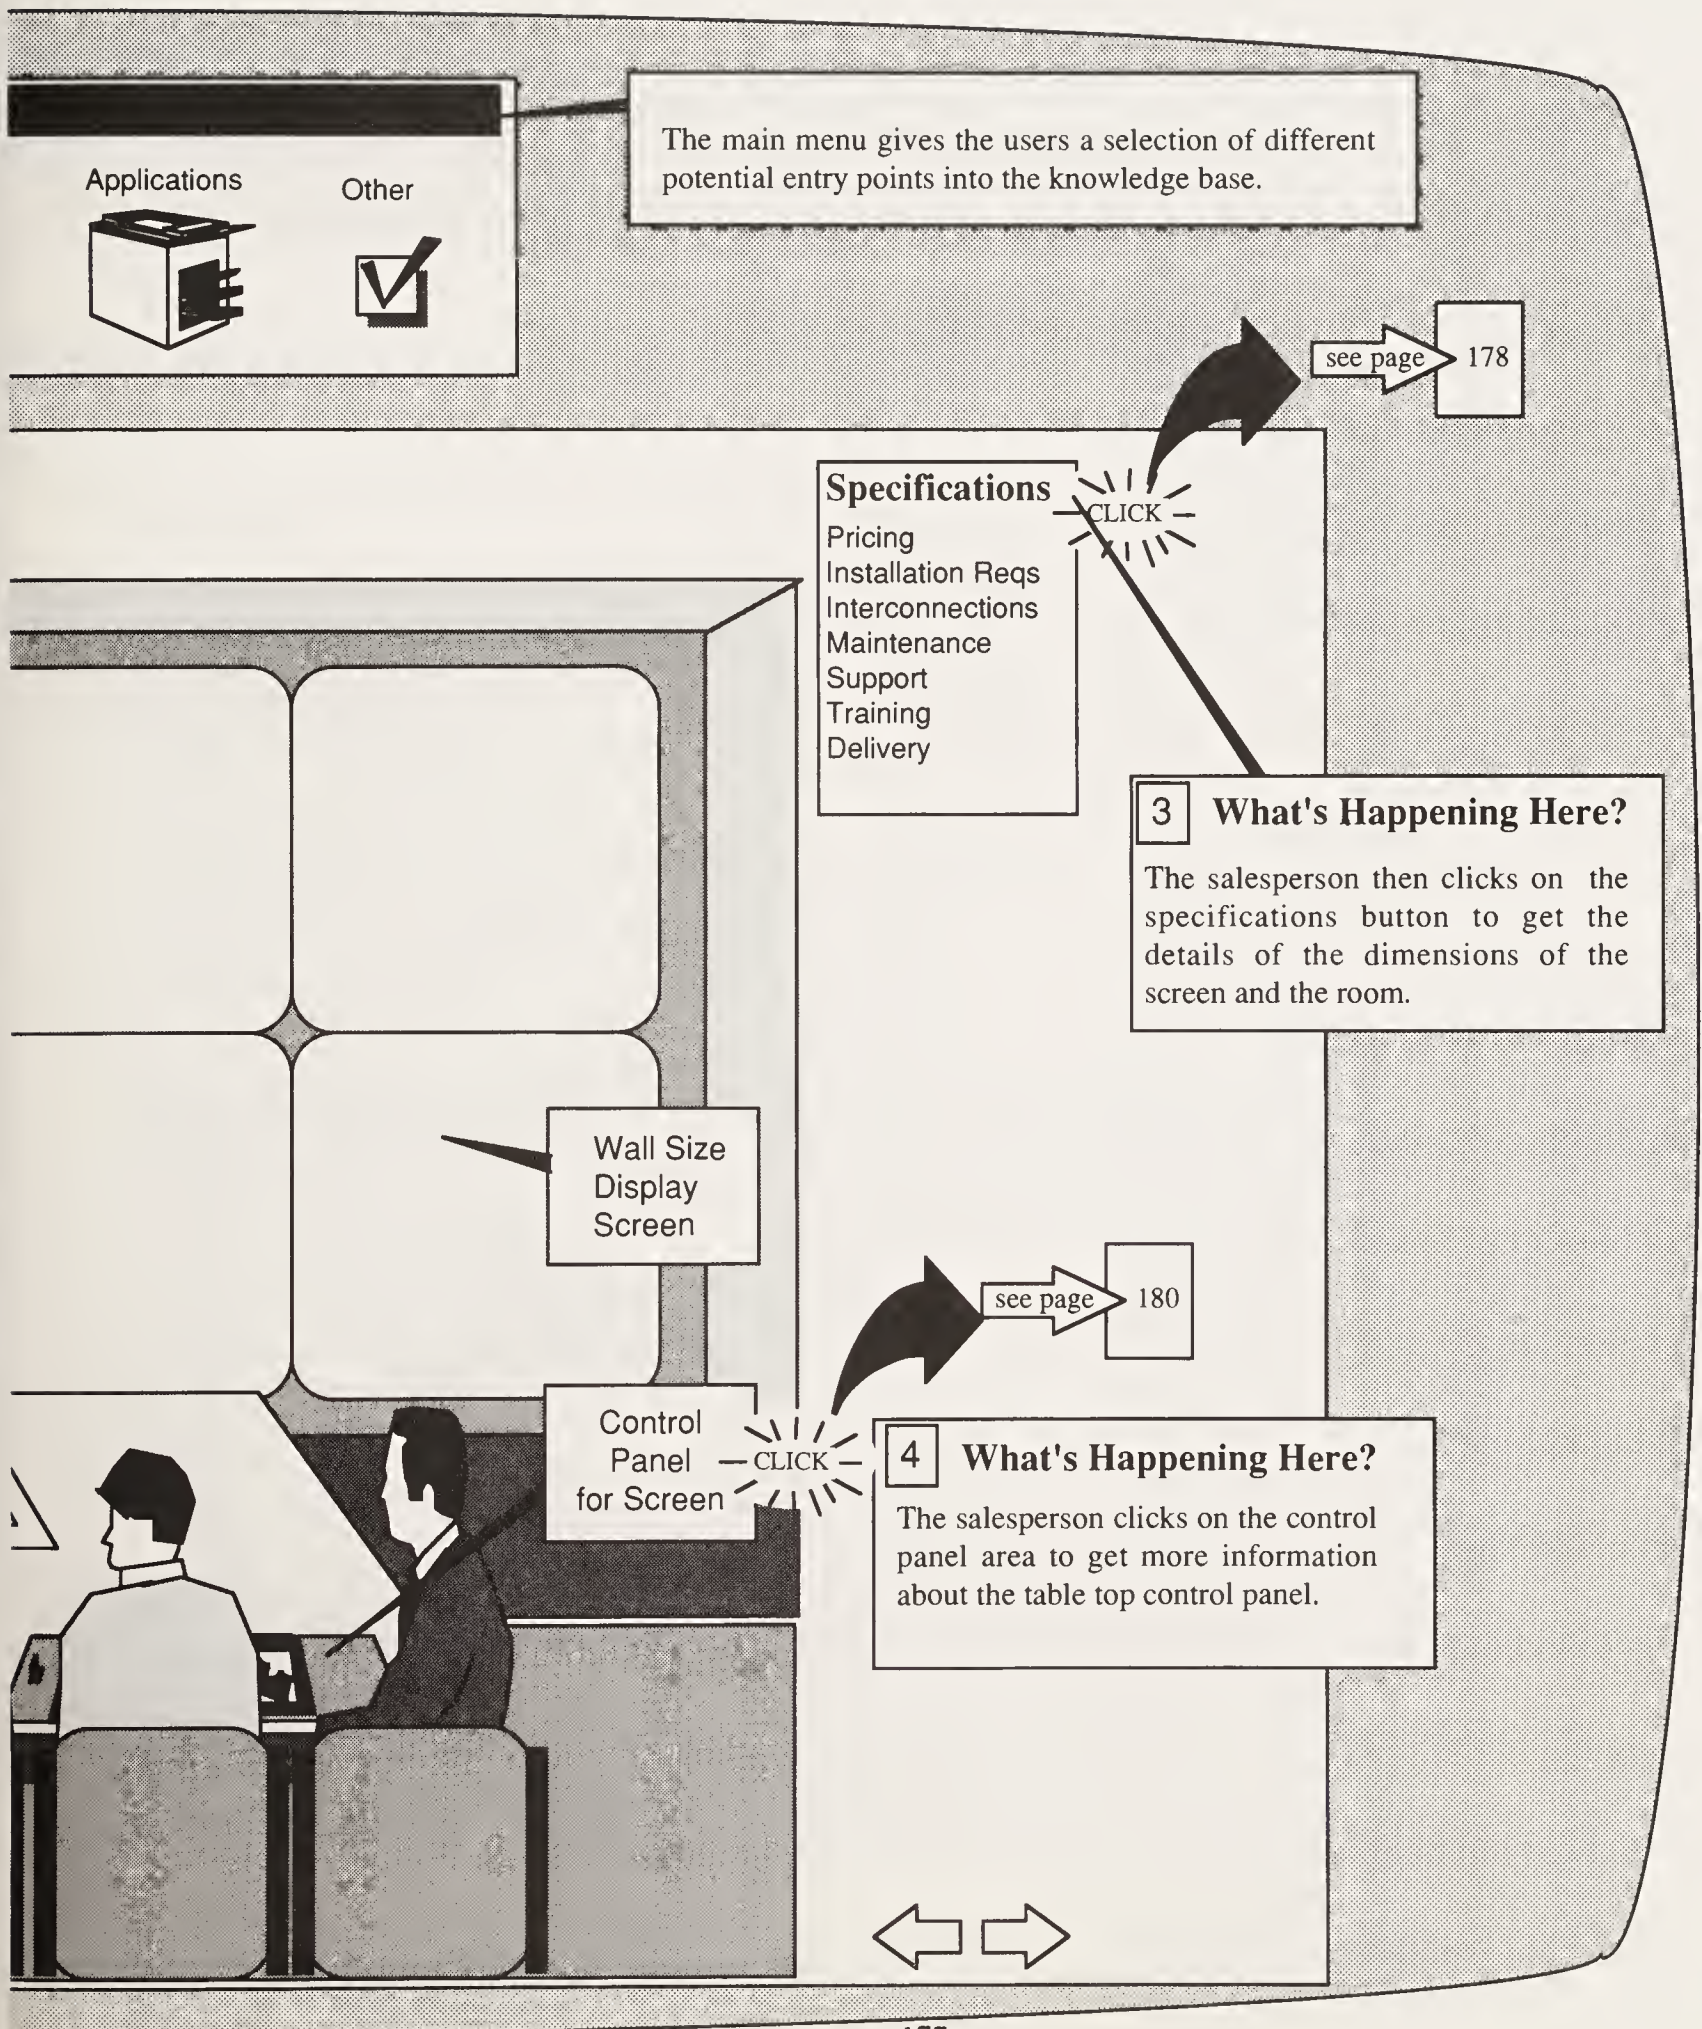 The main menu gives the users a selection of different
potential entry points into the knowledge base.
Applications
Other
see page
178
Specifications
CLICK
Pricing
Installation Reqs
Interconnections
Maintenance
Support
Training
Delivery
3
What's Happening Here?
The salesperson then clicks on the
specifications button to get the
details of the dimensions of the
screen and the room.
Wall Size
Display
Screen
see page
180
Control
Panel
for Screen
CLICK
4
What's Happening Here?
The salesperson clicks on the control
panel area to get more information
about the table top control panel.